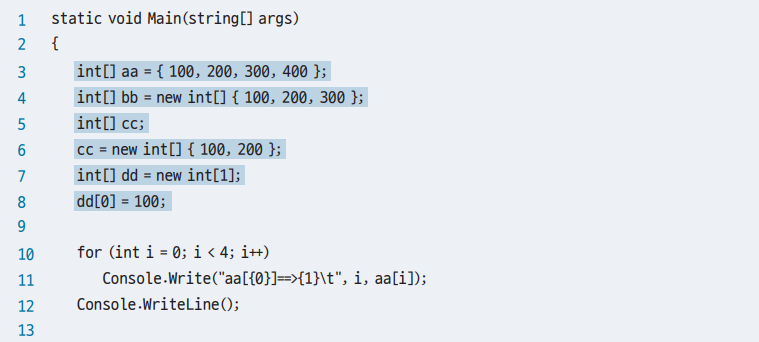 1 static void Main(string[] args)
2 {
3 int[] aa = { 100, 200, 300, 400 };
4 int[] bb = new int[] { 100, 200, 300 };
5 int[] cc;
6 cc = new int[] { 100, 200 };
7 int[] dd = new int[1];
8 dd[0] = 100;
9
10 for (int i = 0; i < 4; i++)
11 Console.Write("aa[{0}]==>{1}\t", i, aa[i]);
12 Console.WriteLine();
13